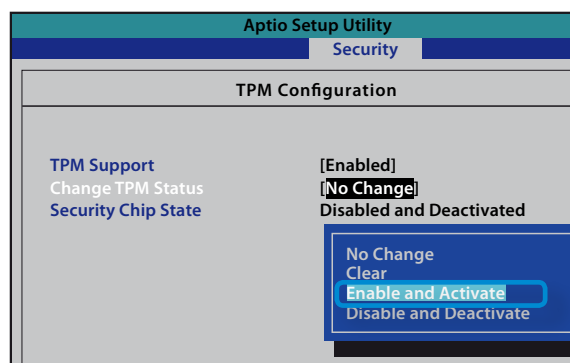 Aptio Setup Utility
Security
TPM Configuration
TPM Support [Enabled]
Change TPM Status [No Change]
Security Chip State Disabled and Deactivated
No Change
Clear
Enable and Activate
Disable and Deactivate